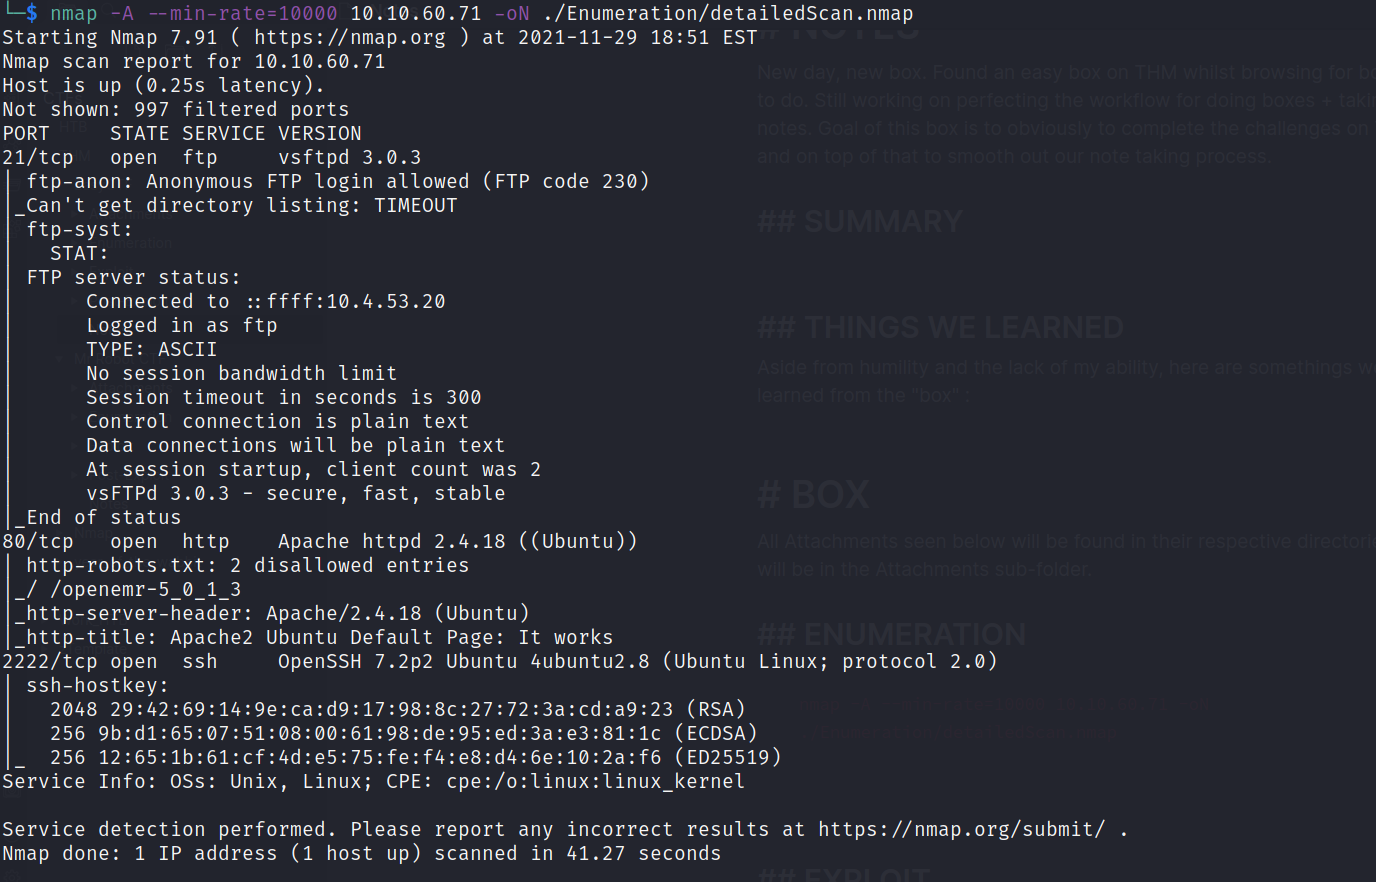 └─$ nmap -A --min-rate=10000 10.10.60.71 -oN ./Enumeration/detailedScan.nmap
Starting Nmap 7.91 ( https://nmap.org ) at 2021-11-29 18:51 EST
Nmap scan report for 10.10.60.71
Host is up (0.25s latency).
Not shown: 997 filtered ports
PORT     STATE SERVICE VERSION
21/tcp   open  ftp     vsftpd 3.0.3
| ftp-anon: Anonymous FTP login allowed (FTP code 230)
|_Can't get directory listing: TIMEOUT
| ftp-syst:
|   STAT:
| FTP server status:
|      Connected to ::ffff:10.4.53.20
|      Logged in as ftp
|      TYPE: ASCII
|      No session bandwidth limit
|      Session timeout in seconds is 300
|      Control connection is plain text
|      Data connections will be plain text
|      At session startup, client count was 2
|      vsFTPd 3.0.3 - secure, fast, stable
|_End of status
80/tcp   open  http    Apache httpd 2.4.18 ((Ubuntu))
| http-robots.txt: 2 disallowed entries
|_/ /openemr-5_0_1_3
|_http-server-header: Apache/2.4.18 (Ubuntu)
|_http-title: Apache2 Ubuntu Default Page: It works
2222/tcp open  ssh     OpenSSH 7.2p2 Ubuntu 4ubuntu2.8 (Ubuntu Linux; protocol 2.0)
| ssh-hostkey:
|   2048 29:42:69:14:9e:ca:d9:17:98:8c:27:72:3a:cd:a9:23 (RSA)
|   256 9b:d1:65:07:51:08:00:61:98:de:95:ed:3a:e3:81:1c (ECDSA)
|_  256 12:65:1b:61:cf:4d:e5:75:fe:f4:e8:d4:6e:10:2a:f6 (ED25519)
Service Info: OSs: Unix, Linux; CPE: cpe:/o:linux:linux_kernel
Service detection performed. Please report any incorrect results at https://nmap.org/submit/ .
Nmap done: 1 IP address (1 host up) scanned in 41.27 seconds
# NOTES
New day, new box. Found an easy box on THM whilst browsing for
to do. Still working on perfecting the workflow for doing boxes +
notes. Goal of this box is to obviously to complete the challenges on
and on top of that to smooth out our note taking process.
## SUMMARY
## THINGS WE LEARNED
Aside from humility and the lack of my ability, here are somethings
learned from the "box" :
# BOX
All Attachments seen below will be found in their respective
will be in the Attachments sub-folder.
## ENUMERATION
## EXPLOIT